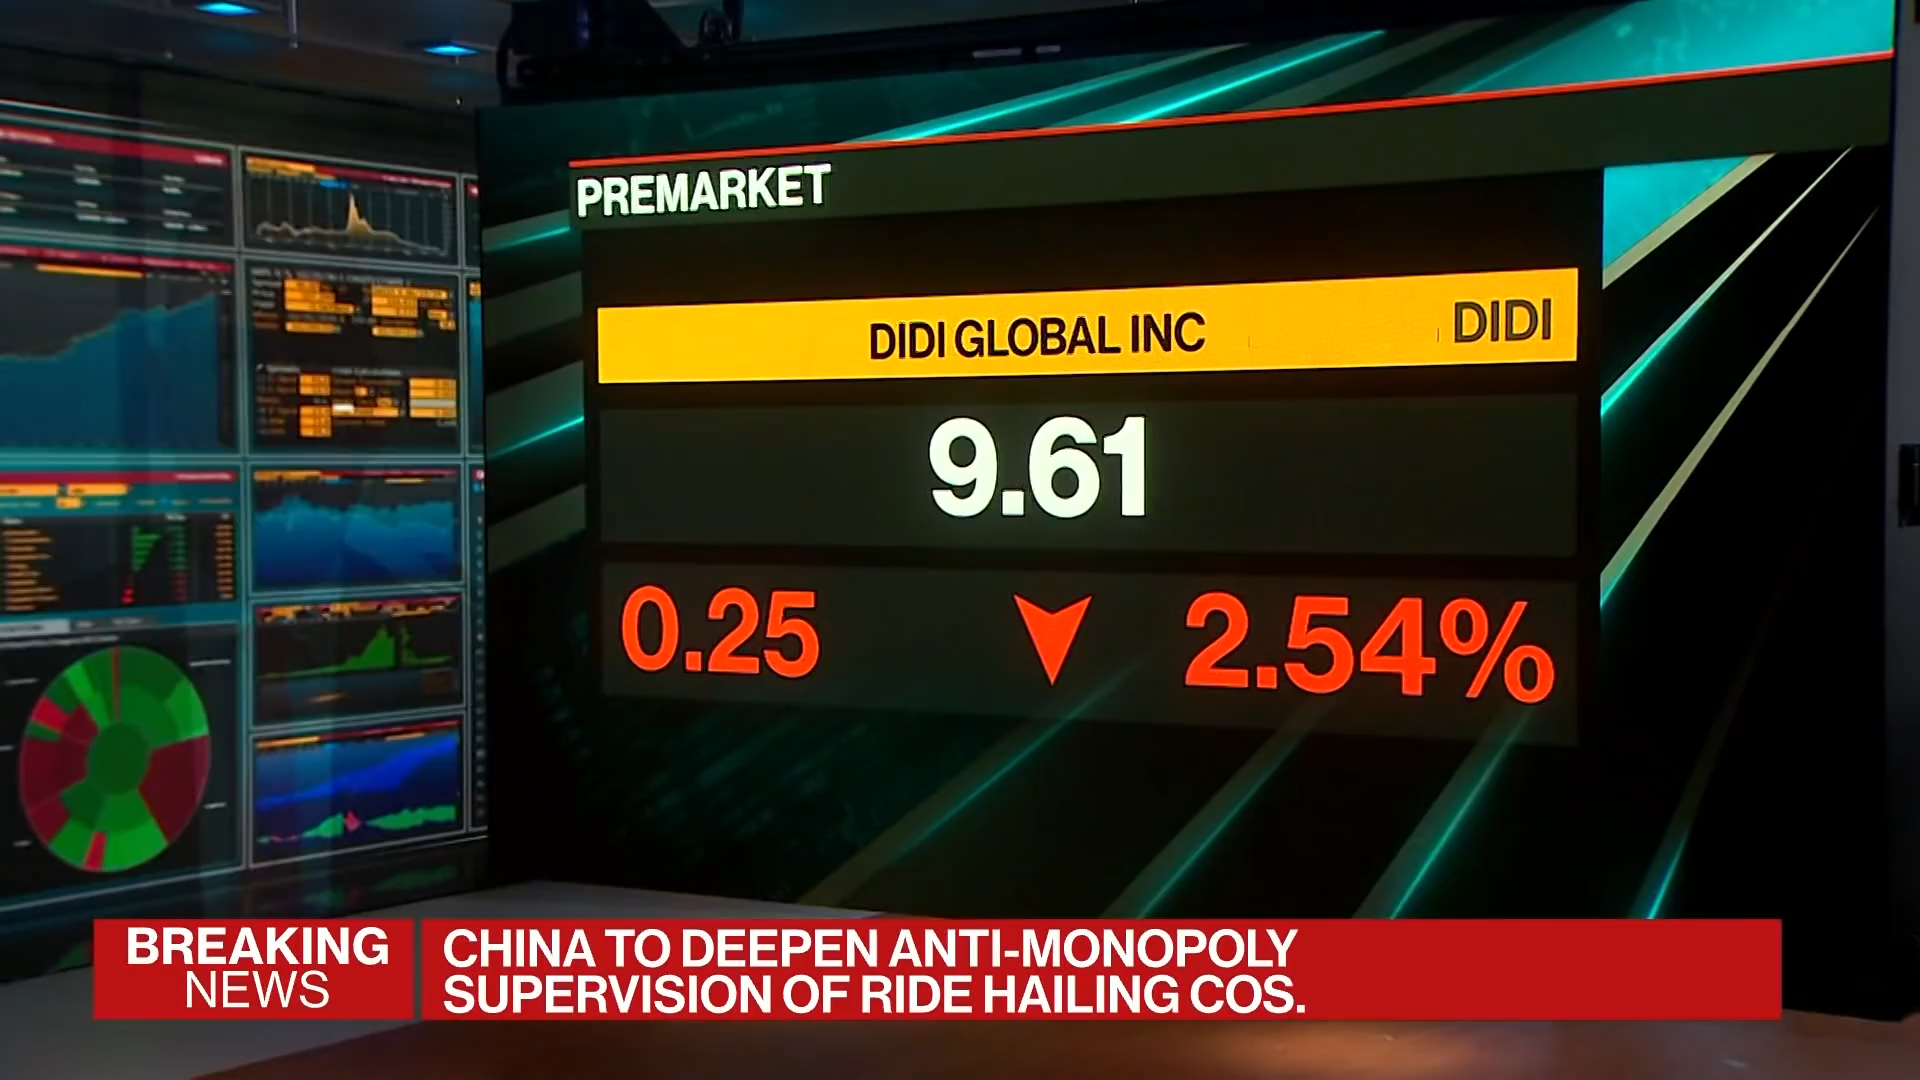 PREMARKET
DIDI GLOBAL INC DIDI
9.61
0.25 2.54%
BREAKING
NEWS
CHINA TO DEEPEN ANTI-MONOPOLY
SUPERVISION OF RIDE HAILING COS.